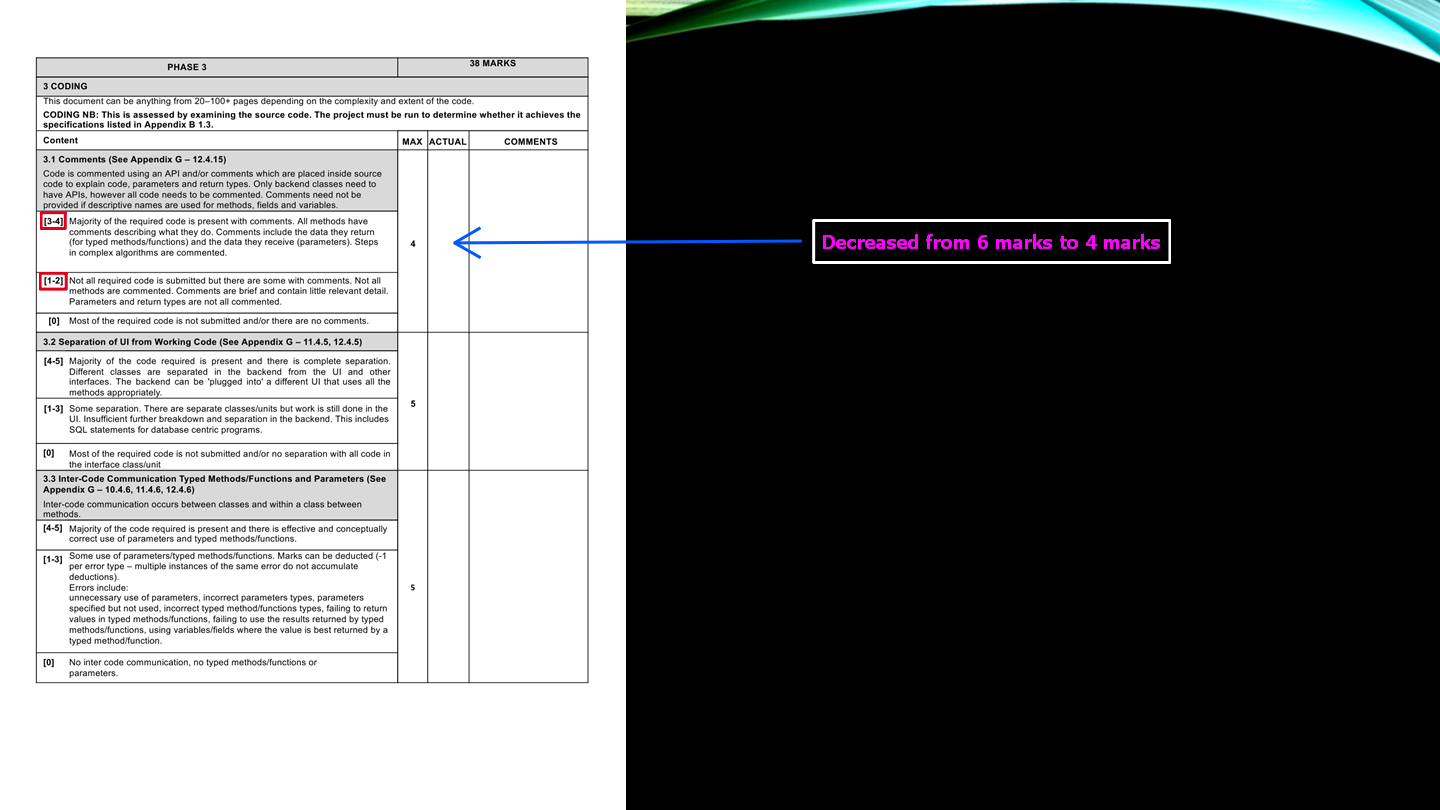 PHASE 3
38 MARKS
3 CODING
This document can be anything from 20–100+ pages depending on the complexity and extent of the code.
CODING NB: This is assessed by examining the source code. The project must be run to determine whether it achieves the
specifications listed in Appendix B 1.3.
Content
MAX
ACTUAL
COMMENTS
3.1 Comments (See Appendix G – 12.4.15)
Code is commented using an API and/or comments which are placed inside source
code to explain code, parameters and return types. Only backend classes need to
have APIs, however all code needs to be commented. Comments need not be
provided if descriptive names are used for methods, fields and variables.
[3-4] Majority of the required code is present with comments. All methods have
comments describing what they do. Comments include the data they return
(for typed methods/functions) and the data they receive (parameters). Steps
in complex algorithms are commented.
4
Decreased from 6 marks to 4 marks
[1-2] Not all required code is submitted but there are some with comments. Not all
methods are commented. Comments are brief and contain little relevant detail.
Parameters and return types are not all commented.
[0] Most of the required code is not submitted and/or there are no comments.
3.2 Separation of UI from Working Code (See Appendix G – 11.4.5, 12.4.5)
[4-5] Majority of the code required is present and there is complete separation.
Different classes are separated in the backend from the UI and other
interfaces. The backend can be 'plugged into' a different UI that uses all the
methods appropriately.
5
[1-3] Some separation. There are separate classes/units but work is still done in the
UI. Insufficient further breakdown and separation in the backend. This includes
SQL statements for database centric programs.
[0] Most of the required code is not submitted and/or no separation with all code in
the interface class/unit
3.3 Inter-Code Communication Typed Methods/Functions and Parameters (See
Appendix G – 10.4.6, 11.4.6, 12.4.6)
Inter-code communication occurs between classes and within a class between
methods.
[4-5] Majority of the code required is present and there is effective and conceptually
correct use of parameters and typed methods/functions.
[1-3] Some use of parameters/typed methods/functions. Marks can be deducted (-1
per error type – multiple instances of the same error do not accumulate
deductions).
Errors include:
unnecessary use of parameters, incorrect parameters types, parameters
specified but not used, incorrect typed method/functions types, failing to return
values in typed methods/functions, failing to use the results returned by typed
methods/functions, using variables/fields where the value is best returned by a
typed method/function.
5
[0] No inter code communication, no typed methods/functions or
parameters.